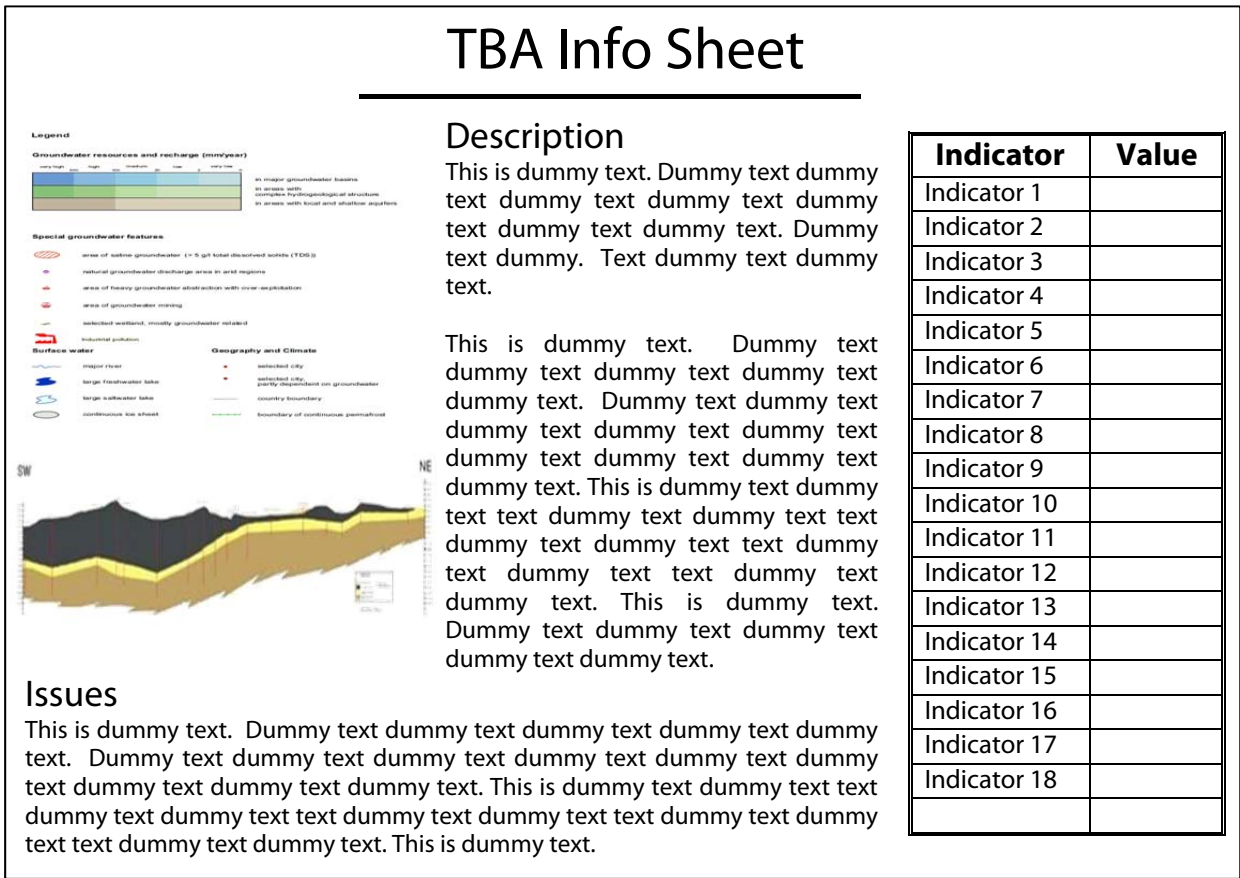 TBA Info Sheet
Legend
Groundwater resources and recharge (mm/year)
very high high medium low very low
in major groundwater basins
in areas with
complex hydrogeological structure
in areas with local and shallow aquifers
Special groundwater features
area of saline groundwater (> 5 g/l total dissolved solids (TDS))
natural groundwater discharge area in arid regions
area of heavy groundwater abstraction with over-exploitation
area of groundwater mining
selected wetland, mostly groundwater related
industrial pollution
Surface water
major river
large freshwater lake
large saltwater lake
continuous ice sheet
Geography and Climate
selected city
selected city,
partly dependent on groundwater
country boundary
boundary of continuous permafrost
SW
NE
Description
This is dummy text. Dummy text dummy
text dummy text dummy text dummy
text dummy text dummy text. Dummy
text dummy. Text dummy text dummy
text.
This is dummy text. Dummy text
dummy text dummy text dummy text
dummy text. Dummy text dummy text
dummy text dummy text dummy text
dummy text dummy text dummy text
dummy text. This is dummy text dummy
text text dummy text dummy text text
dummy text dummy text text dummy
text dummy text text dummy text
dummy text. This is dummy text.
Dummy text dummy text dummy text
dummy text dummy text.
Issues
This is dummy text. Dummy text dummy text dummy text dummy text dummy
text. Dummy text dummy text dummy text dummy text dummy text dummy
text dummy text dummy text dummy text. This is dummy text dummy text text
dummy text dummy text text dummy text dummy text text dummy text dummy
text text dummy text dummy text. This is dummy text.
Indicator Value
Indicator 1
Indicator 2
Indicator 3
Indicator 4
Indicator 5
Indicator 6
Indicator 7
Indicator 8
Indicator 9
Indicator 10
Indicator 11
Indicator 12
Indicator 13
Indicator 14
Indicator 15
Indicator 16
Indicator 17
Indicator 18